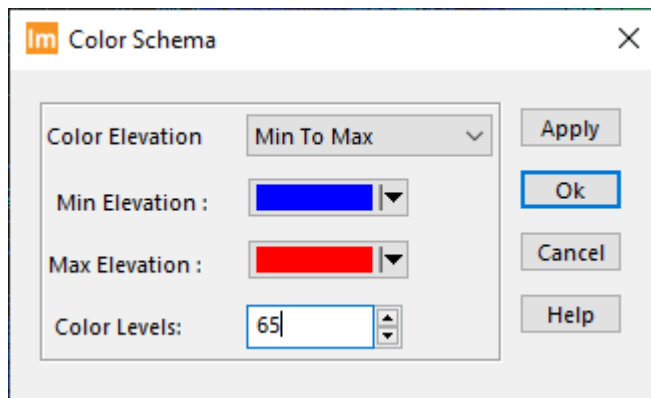 Im Color Schema
Color Elevation Min To Max
Min Elevation :
Max Elevation :
Color Levels: 65
Apply
Ok
Cancel
Help